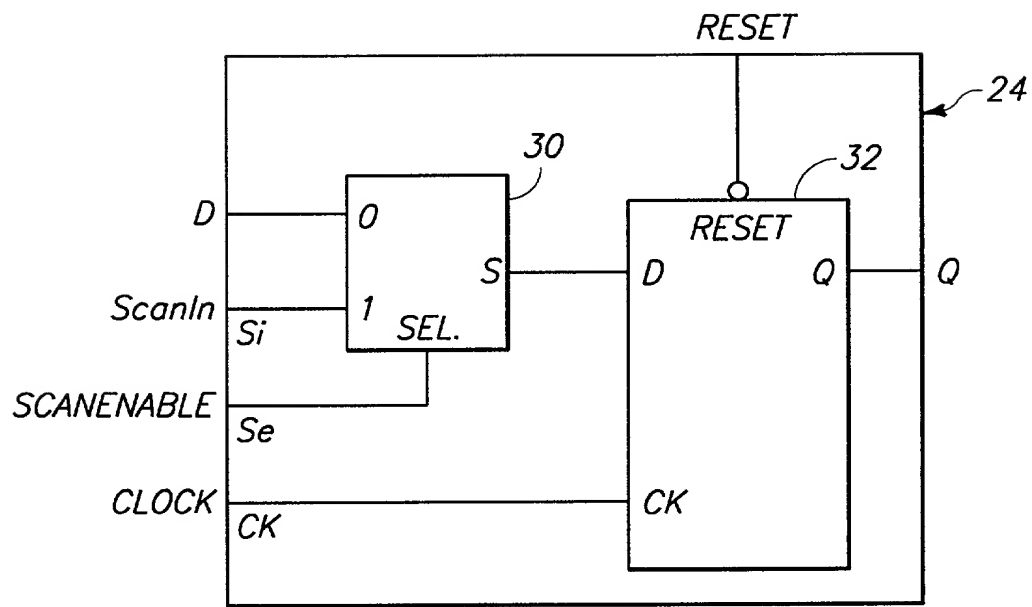 RESET
24
30
32
D
0
RESET
S
D
Q
Q
ScanIn
1
Si
SEL.
SCANENABLE
Se
CLOCK
CK
CK